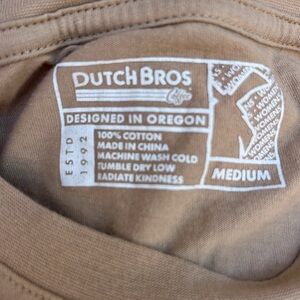 DUTCH BROS
Coffee
DESIGNED IN OREGON
ESTD 1992
100% COTTON
MADE IN CHINA
MACHINE WASH COLD
TUMBLE DRY LOW
RADIATE KINDNESS
MEDIUM